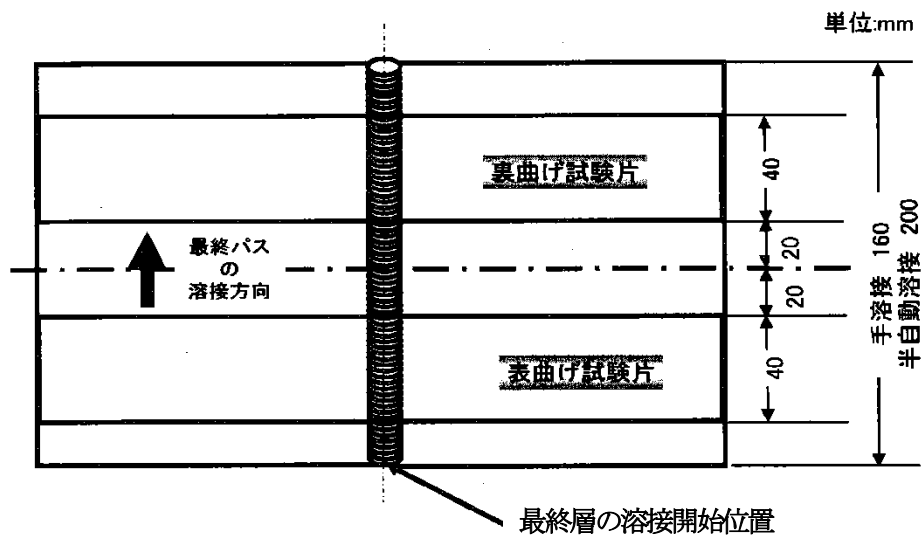 単位:mm
裏曲げ試験片
40
最終パス
の
溶接方向
20
20
手溶接 160
半自動溶接 200
表曲げ試験片
40
最終層の溶接開始位置